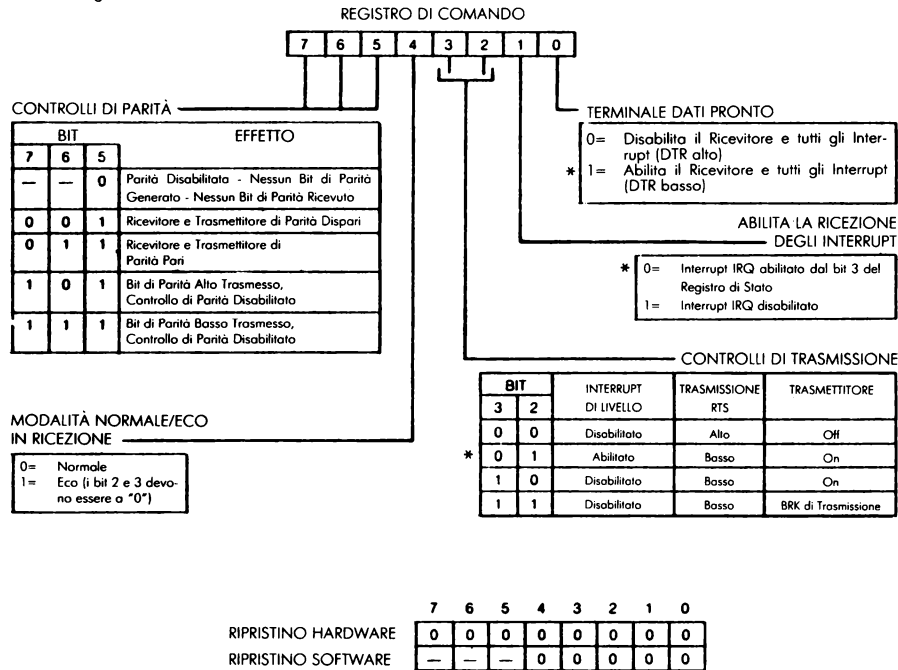 REGISTRO DI COMANDO
7 6 5 4 3 2 1 0
CONTROLLI DI PARITÀ
BIT EFFETTO
7 6 5
— — 0 Parità Disabilitata - Nessun Bit di Parità
Generato - Nessun Bit di Parità Ricevuto
0 0 1 Ricevitore e Trasmettitore di Parità Dispari
0 1 1 Ricevitore e Trasmettitore di
Parità Pari
1 0 1 Bit di Parità Alto Trasmesso,
Controllo di Parità Disabilitato
1 1 1 Bit di Parità Basso Trasmesso,
Controllo di Parità Disabilitato
TERMINALE DATI PRONTO
0= Disabilita il Ricevitore e tutti gli Inter-
rupt (DTR alto)
* 1= Abilita il Ricevitore e tutti gli Interrupt
(DTR basso)
ABILITA LA RICEZIONE
DEGLI INTERRUPT
* 0= Interrupt IRQ abilitato dal bit 3 del
Registro di Stato
1= Interrupt IRQ disabilitato
CONTROLLI DI TRASMISSIONE
BIT INTERRUPT TRASMISSIONE TRASMETTITORE
3 2 DI LIVELLO RTS
0 0 Disabilitato Alto Off
* 0 1 Abilitato Basso On
1 0 Disabilitato Basso On
1 1 Disabilitato Basso BRK di Trasmissione
MODALITÀ NORMALE/ECO
IN RICEZIONE
0= Normale
1= Eco (i bit 2 e 3 devo-
no essere a "0")
7 6 5 4 3 2 1 0
RIPRISTINO HARDWARE 0 0 0 0 0 0 0 0
RIPRISTINO SOFTWARE — — — 0 0 0 0 0